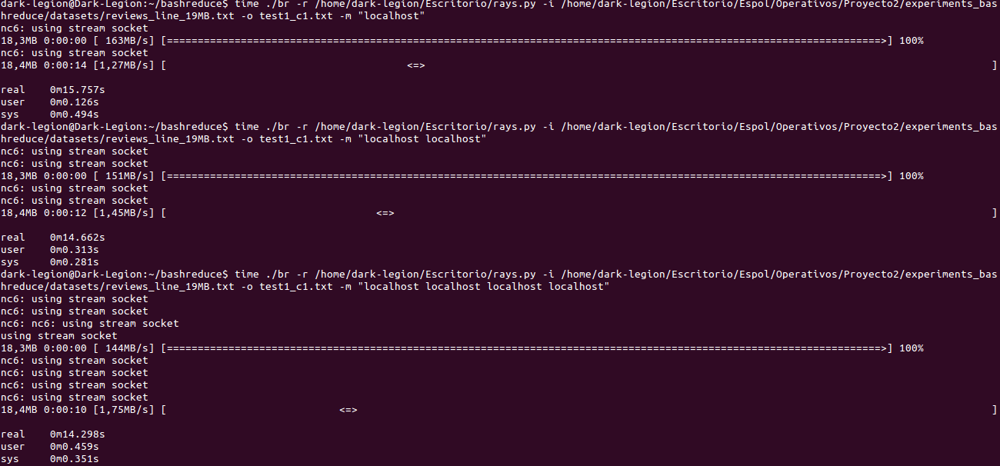 dark-legion@Dark-Legion:~/bashreduce$ time ./br -r /home/dark-legion/Escritorio/rays.py -i /home/dark-legion/Escritorio/Espol/Operativos/Proyecto2/experiments_bas
hreduce/datasets/reviews_line_19MB.txt -o test1_c1.txt -m "localhost"
nc6: using stream socket
18,3MB 0:00:00 [ 163MB/s] [====================================================================================================================>] 100%
nc6: using stream socket
18,4MB 0:00:14 [1,27MB/s] [                                       <=>                                                                                            ]
real    0m15.757s
user    0m0.126s
sys     0m0.494s
dark-legion@Dark-Legion:~/bashreduce$ time ./br -r /home/dark-legion/Escritorio/rays.py -i /home/dark-legion/Escritorio/Espol/Operativos/Proyecto2/experiments_bas
hreduce/datasets/reviews_line_19MB.txt -o test1_c1.txt -m "localhost localhost"
nc6: using stream socket
nc6: using stream socket
18,3MB 0:00:00 [ 151MB/s] [====================================================================================================================>] 100%
nc6: using stream socket
nc6: using stream socket
18,4MB 0:00:12 [1,45MB/s] [                                  <=>                                                                                                 ]
real    0m14.662s
user    0m0.313s
sys     0m0.281s
dark-legion@Dark-Legion:~/bashreduce$ time ./br -r /home/dark-legion/Escritorio/rays.py -i /home/dark-legion/Escritorio/Espol/Operativos/Proyecto2/experiments_bas
hreduce/datasets/reviews_line_19MB.txt -o test1_c1.txt -m "localhost localhost localhost localhost"
nc6: using stream socket
nc6: using stream socket
nc6: nc6: using stream socket
using stream socket
18,3MB 0:00:00 [ 144MB/s] [====================================================================================================================>] 100%
nc6: using stream socket
nc6: using stream socket
nc6: using stream socket
nc6: using stream socket
18,4MB 0:00:10 [1,75MB/s] [                            <=>                                                                                                       ]
real    0m14.298s
user    0m0.459s
sys     0m0.351s